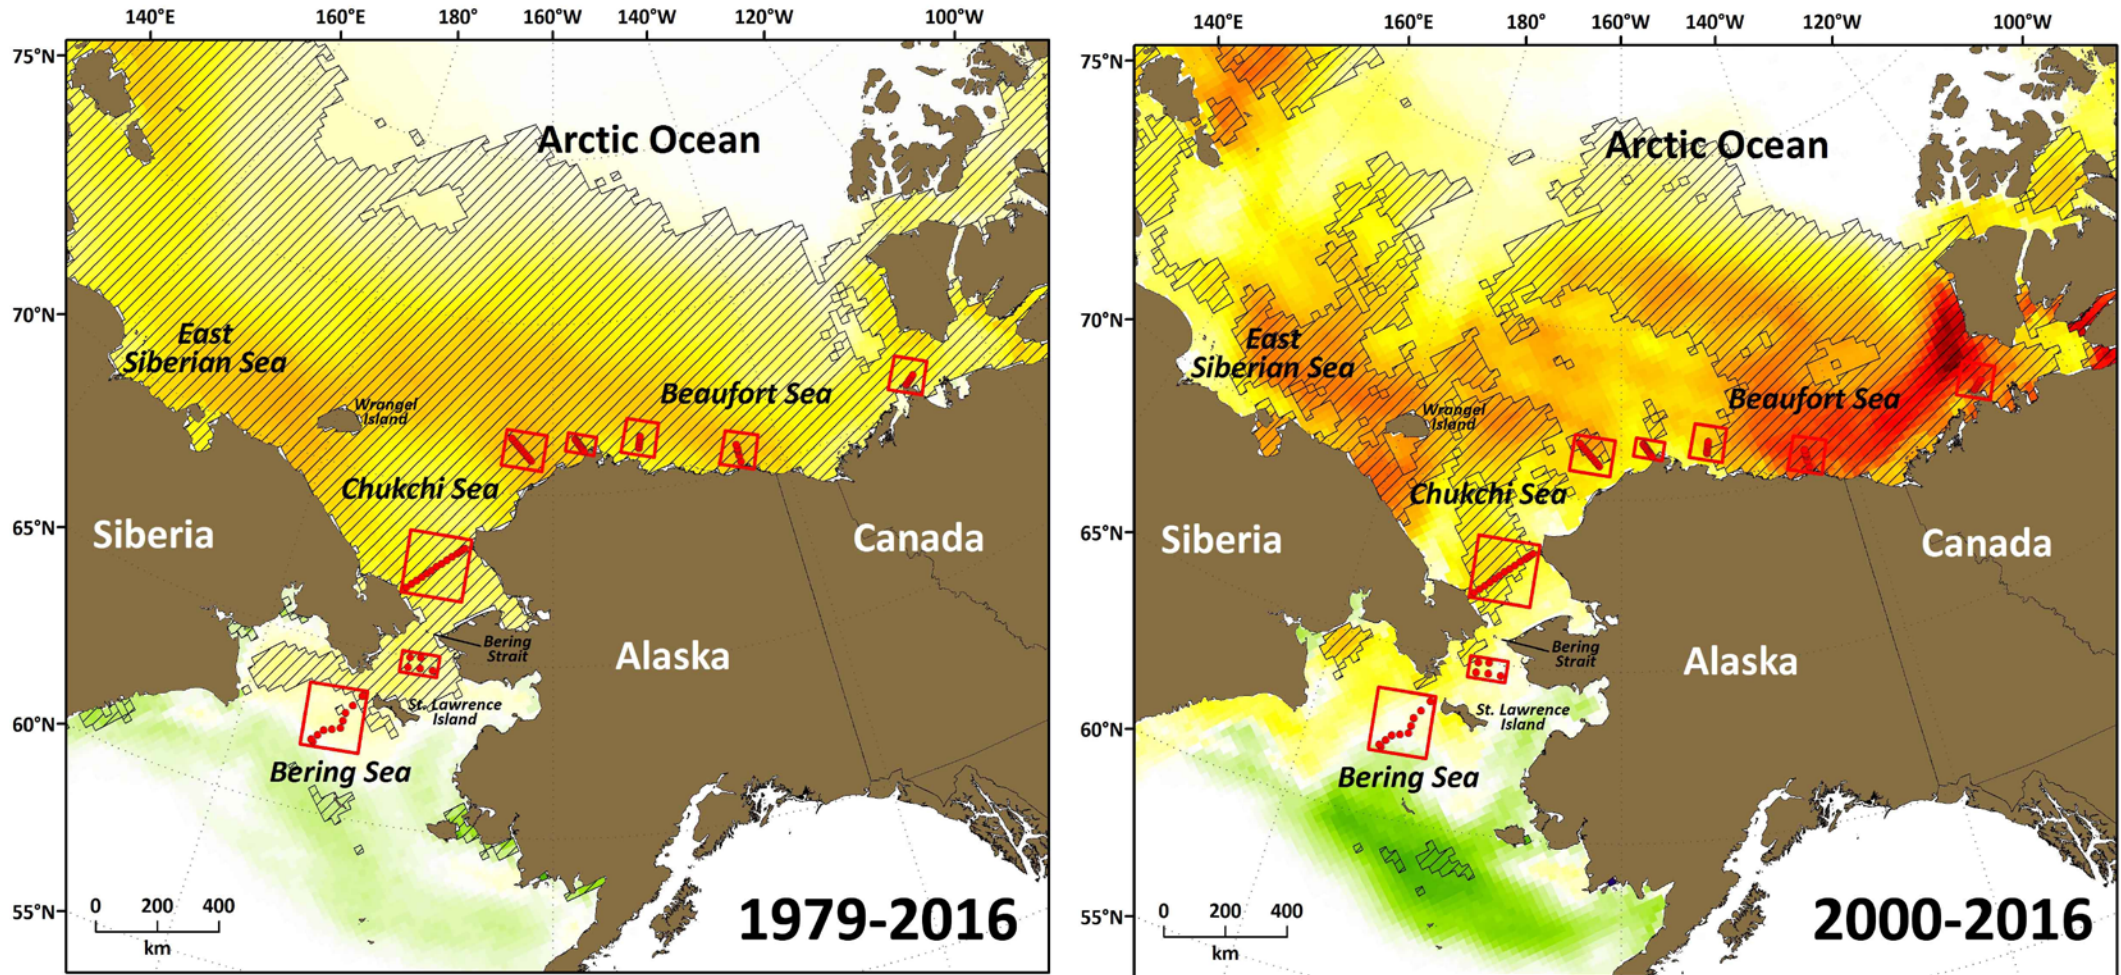 140°E 160°E 180° 160°W 140°W 120°W 100°W
75°N
Arctic Ocean
70°N
East
Siberian Sea
Wrangel
Island
Beaufort Sea
Chukchi Sea
65°N
Siberia
Canada
Bering
Strait
Alaska
St. Lawrence
Island
60°N
Bering Sea
0 200 400
km
55°N
1979-2016
140°E 160°E 180° 160°W 140°W 120°W 100°W
75°N
Arctic Ocean
70°N
East
Siberian Sea
Wrangel
Island
Beaufort Sea
Chukchi Sea
65°N
Siberia
Canada
Bering
Strait
Alaska
St. Lawrence
Island
60°N
Bering Sea
0 200 400
km
55°N
2000-2016